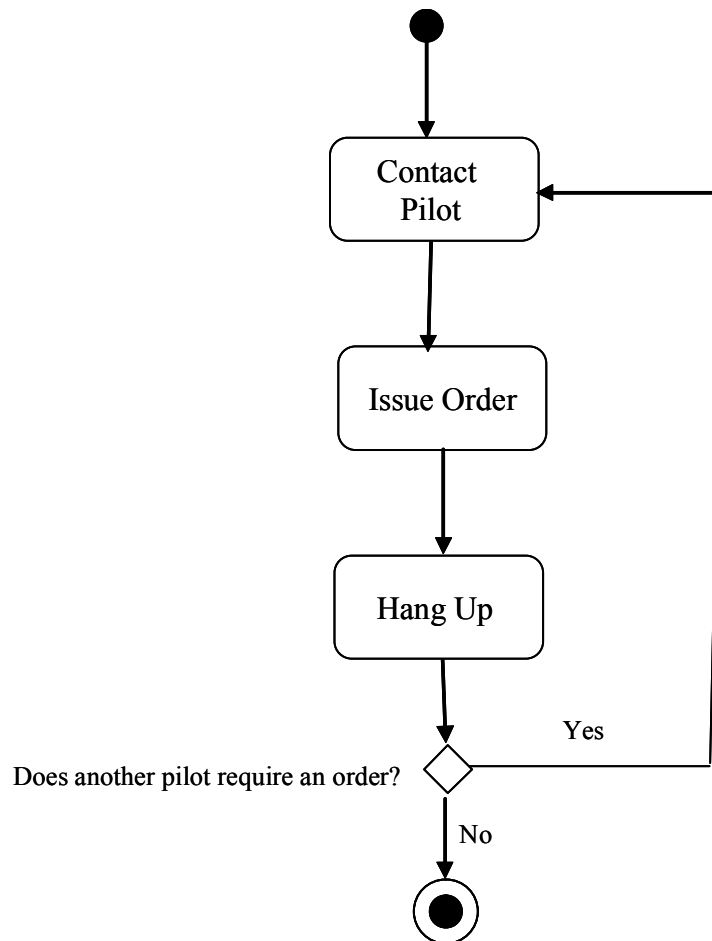 Contact
Pilot
Issue Order
Hang Up
Yes
Does another pilot require an order?
No